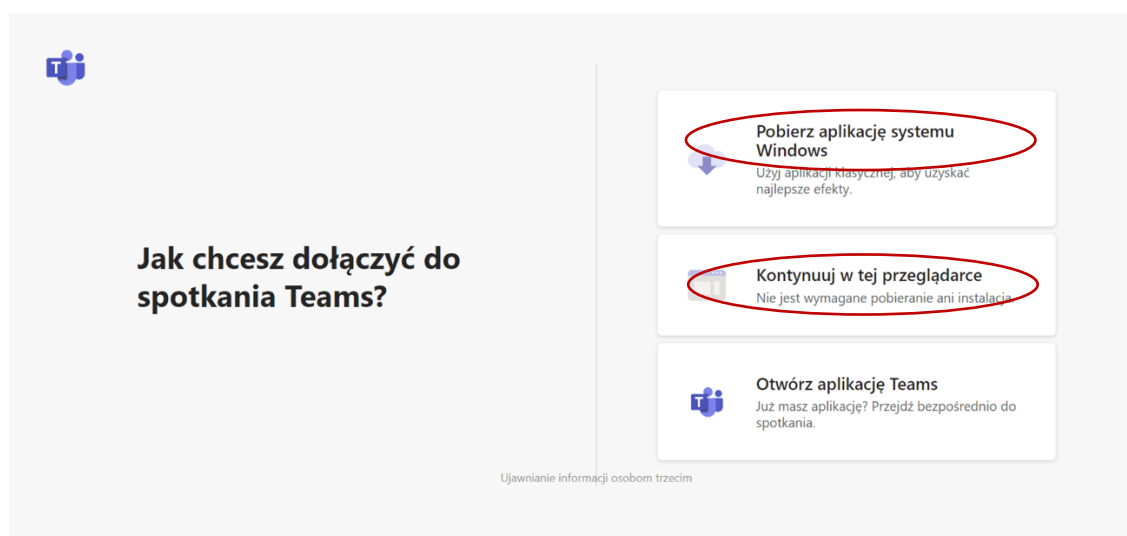 Jak chcesz dołączyć do
spotkania Teams?
Pobierz aplikację systemu
Windows
Użyj aplikacji klasycznej, aby uzyskać
najlepsze efekty.
Kontynuuj w tej przeglądarce
Nie jest wymagane pobieranie ani instalacja.
Otwórz aplikację Teams
Już masz aplikację? Przejdź bezpośrednio do
spotkania.
Ujawnianie informacji osobom trzecim